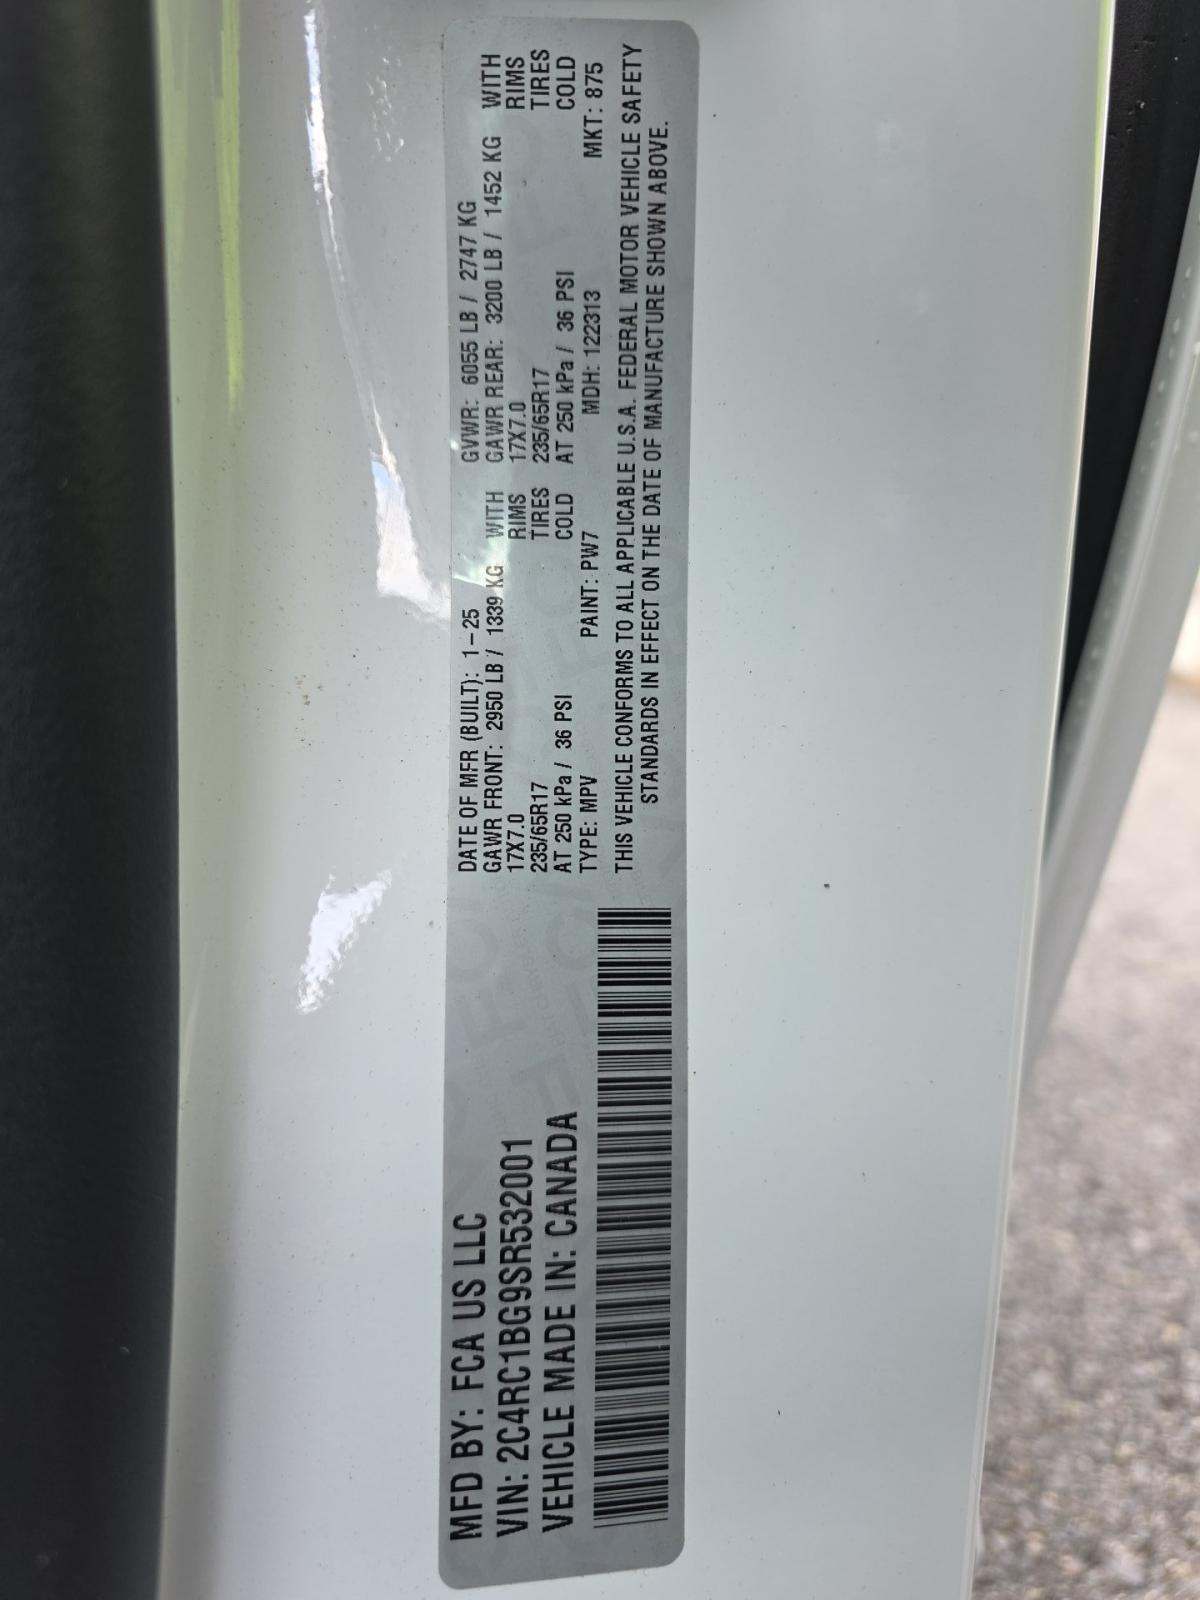 MFD BY: FCA US LLC
VIN: 2C4RC1BG9SR532001
VEHICLE MADE IN: CANADA
DATE OF MFR (BUILT): 1-25 GVWR: 6055 LB / 2747 KG
GAWR FRONT: 2950 LB / 1339 KG WITH GAWR REAR: 3200 LB / 1452 KG WITH
17X7.0 RIMS 17X7.0 RIMS
235/65R17 TIRES 235/65R17 TIRES
AT 250 kPa / 36 PSI COLD AT 250 kPa / 36 PSI COLD
TYPE: MPV PAINT: PW7 MDH: 122313 MKT: 875
THIS VEHICLE CONFORMS TO ALL APPLICABLE U.S.A. FEDERAL MOTOR VEHICLE SAFETY
STANDARDS IN EFFECT ON THE DATE OF MANUFACTURE SHOWN ABOVE.